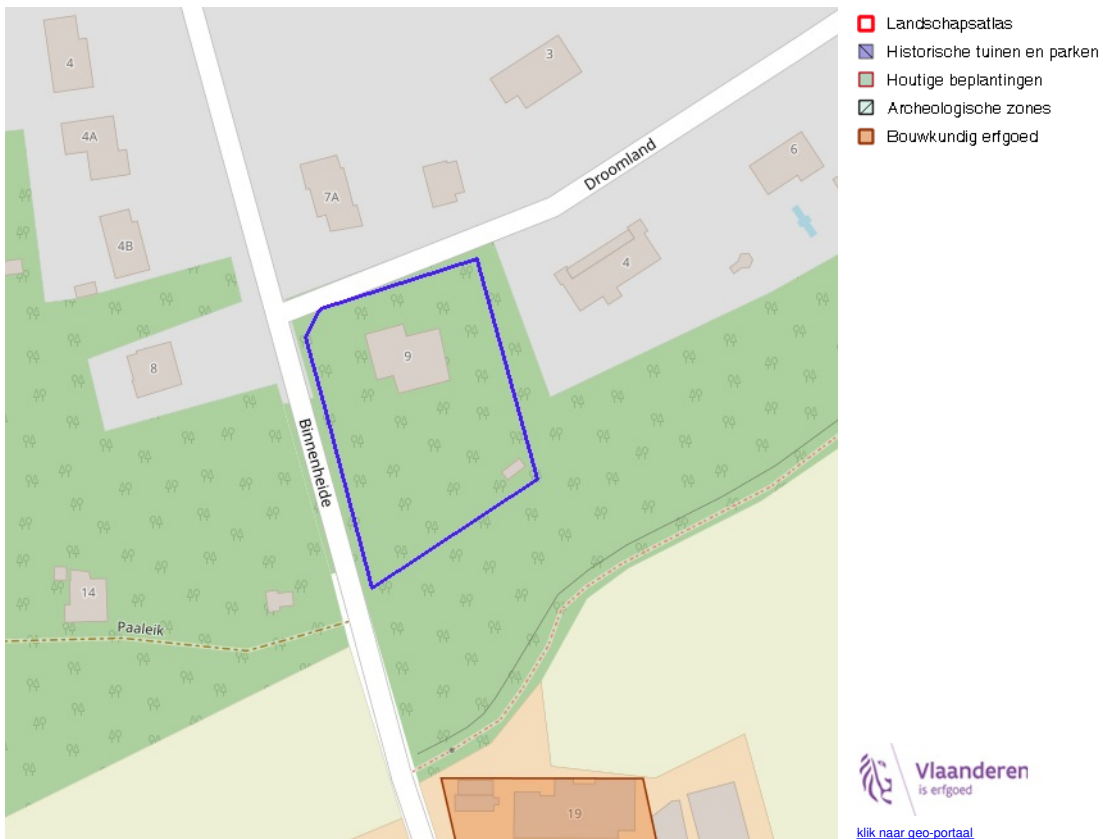 Landschapsatlas
Historische tuinen en parken
Houtige beplantingen
Archeologische zones
Bouwkundig erfgoed
4
3
4A
Droomland
6
7A
4B
4
9
8
Binnenheide
14
Paaleik
19
Vlaanderen
is erfgoed
klik naar geo-portaal